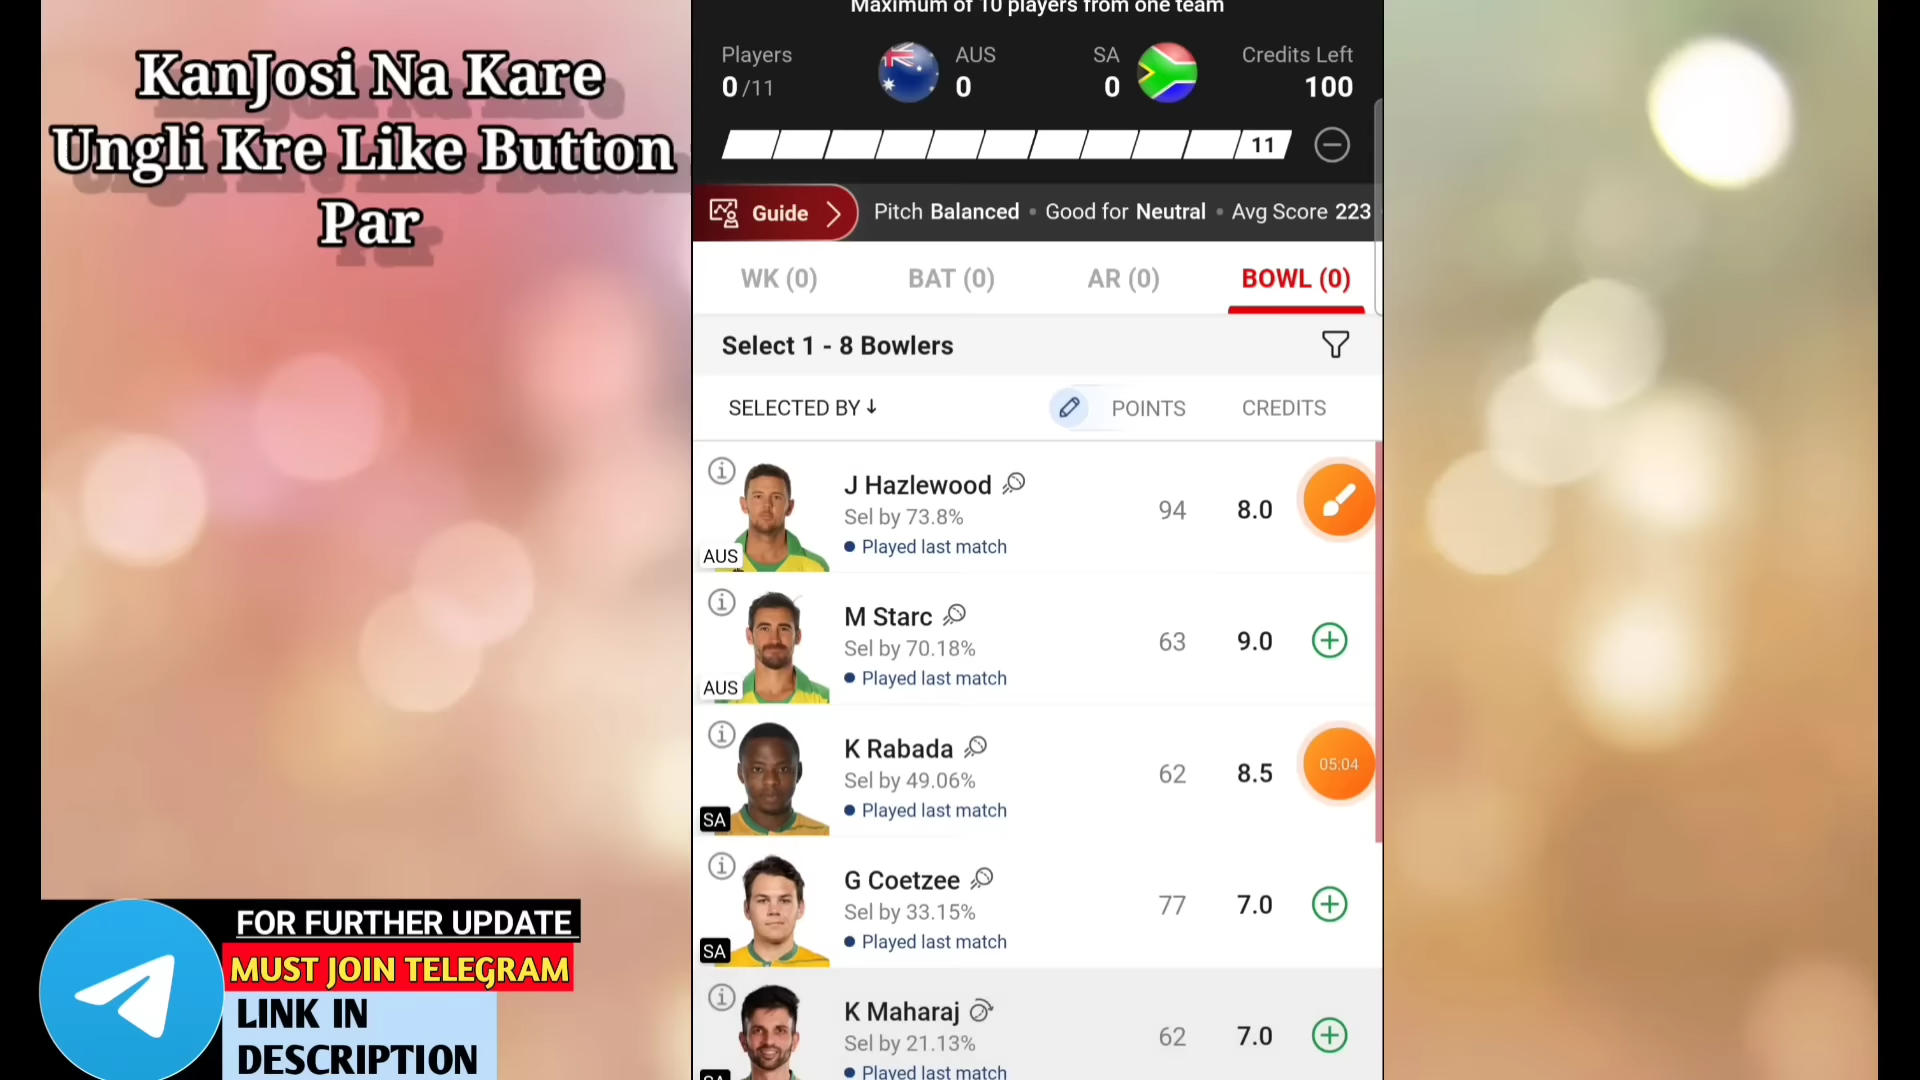 KanJosi Na Kare
Ungli Kre Like Button
Par
FOR FURTHER UPDATE
MUST JOIN TELEGRAM
LINK IN
DESCRIPTION
Maximum of 10 players from one team
Players
0/11
AUS
0
SA
0
Credits Left
100
11
Guide
Pitch Balanced • Good for Neutral • Avg Score 223
WK (0) BAT (0) AR (0) BOWL (0)
Select 1 - 8 Bowlers
SELECTED BY ↓ POINTS CREDITS
J Hazlewood
Sel by 73.8%
Played last match
AUS
94 8.0
M Starc
Sel by 70.18%
Played last match
AUS
63 9.0
K Rabada
Sel by 49.06%
Played last match
SA
62 8.5
05:04
G Coetzee
Sel by 33.15%
Played last match
SA
77 7.0
K Maharaj
Sel by 21.13%
Played last match
SA
62 7.0